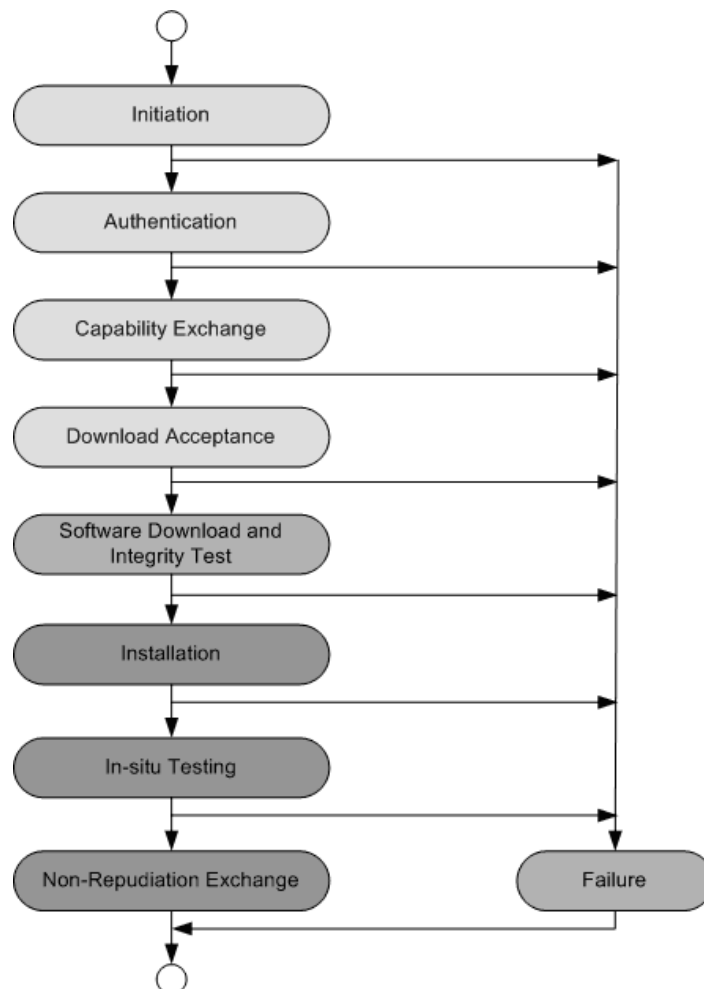 Initiation
Authentication
Capability Exchange
Download Acceptance
Software Download and
Integrity Test
Installation
In-situ Testing
Non-Repudiation Exchange
Failure